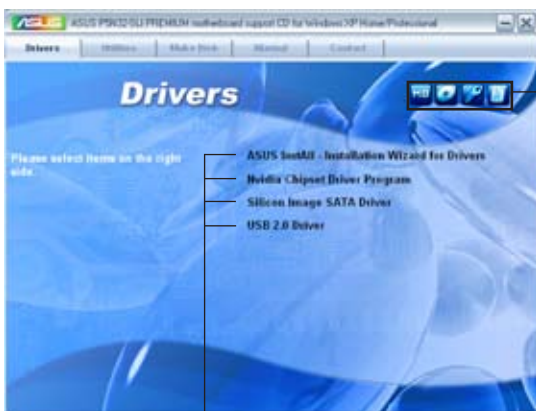 ASUS P5N32-SLI PREMIUM motherboard support CD for Windows XP Home/Professional
Drivers
Utilities
Make Disk
Manual
Contact
Drivers
Please select items on the right
side.
ASUS InstAll - Installation Wizard for Drivers
Nvidia Chipset Driver Program
Silicon Image SATA Driver
USB 2.0 Driver